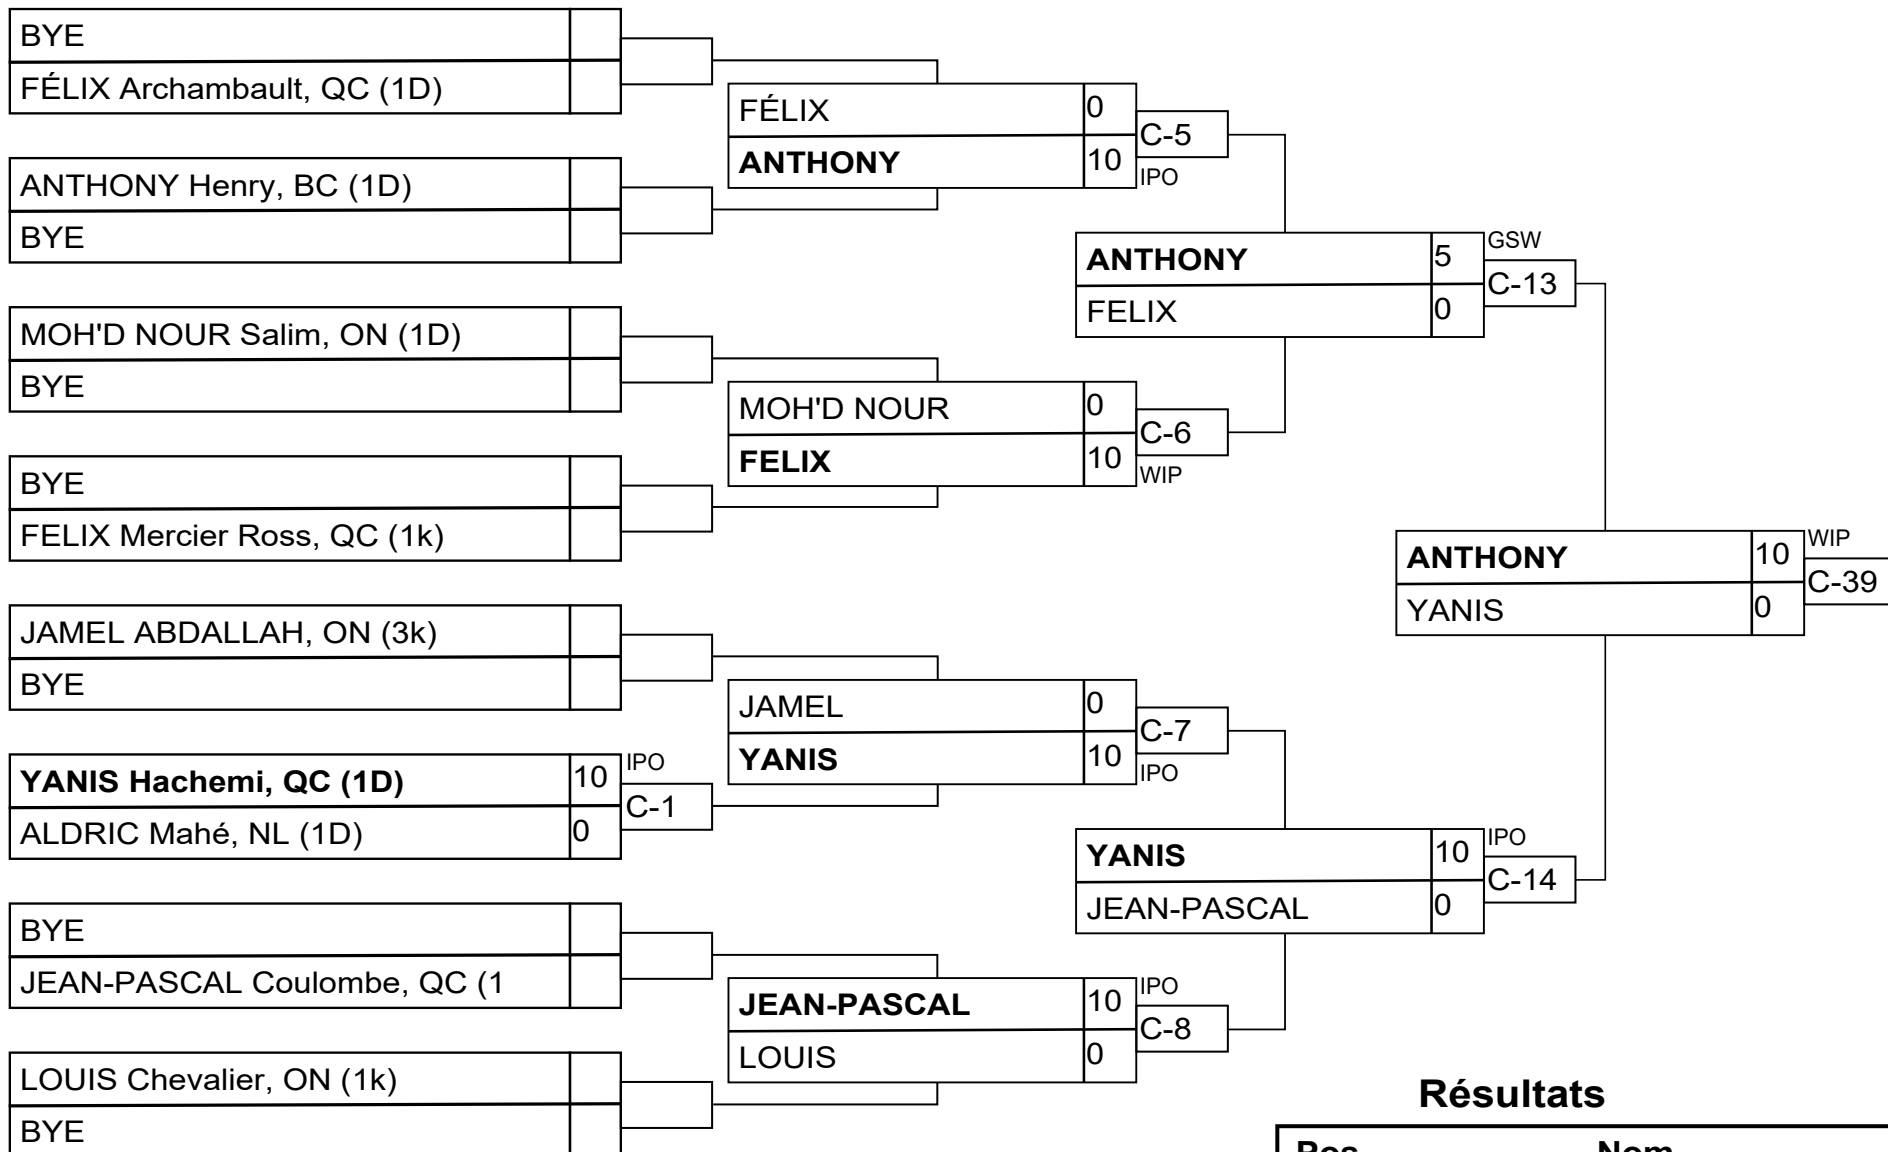 BYE
FÉLIX Archambault, QC (1D)
ANTHONY Henry, BC (1D)
BYE
MOH'D NOUR Salim, ON (1D)
BYE
BYE
FELIX Mercier Ross, QC (1k)
JAMEL ABDALLAH, ON (3k)
BYE
YANIS Hachemi, QC (1D) 10 IPO
C-1
ALDRIC Mahé, NL (1D) 0
BYE
JEAN-PASCAL Coulombe, QC (1
LOUIS Chevalier, ON (1k)
BYE
FÉLIX 0
C-5
ANTHONY 10 IPO
MOH'D NOUR 0
C-6
FELIX 10 WIP
JAMEL 0
C-7
YANIS 10 IPO
JEAN-PASCAL 10 IPO
C-8
LOUIS 0
ANTHONY 5 GSW
C-13
FELIX 0
YANIS 10 IPO
C-14
JEAN-PASCAL 0
ANTHONY 10 WIP
C-39
YANIS 0
Résultats
Pos Nom